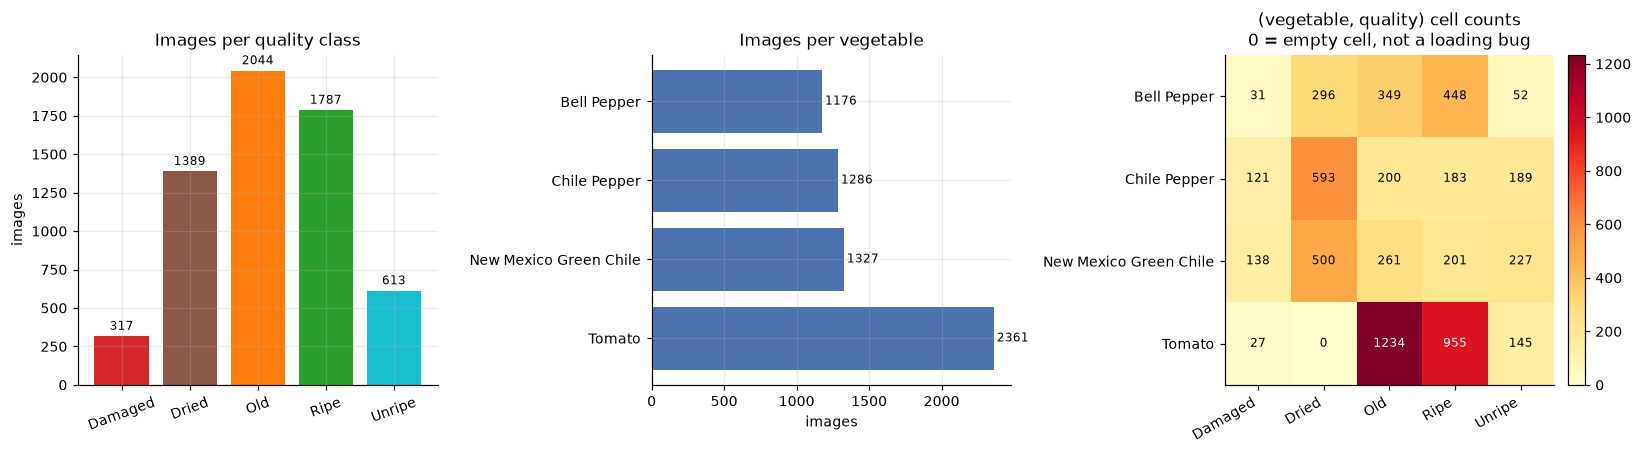 Images per quality class
images
2000
1750
1500
1250
1000
750
500
250
0
317
1389
2044
1787
613
Damaged
Dried
Old
Ripe
Unripe
Images per vegetable
Bell Pepper
1176
Chile Pepper
1286
New Mexico Green Chile
1327
Tomato
2361
0 500 1000 1500 2000
images
(vegetable, quality) cell counts
0 = empty cell, not a loading bug
Bell Pepper 31 296 349 448 52
Chile Pepper 121 593 200 183 189
New Mexico Green Chile 138 500 261 201 227
Tomato 27 0 1234 955 145
Damaged
Dried
Old
Ripe
Unripe
1200
1000
800
600
400
200
0